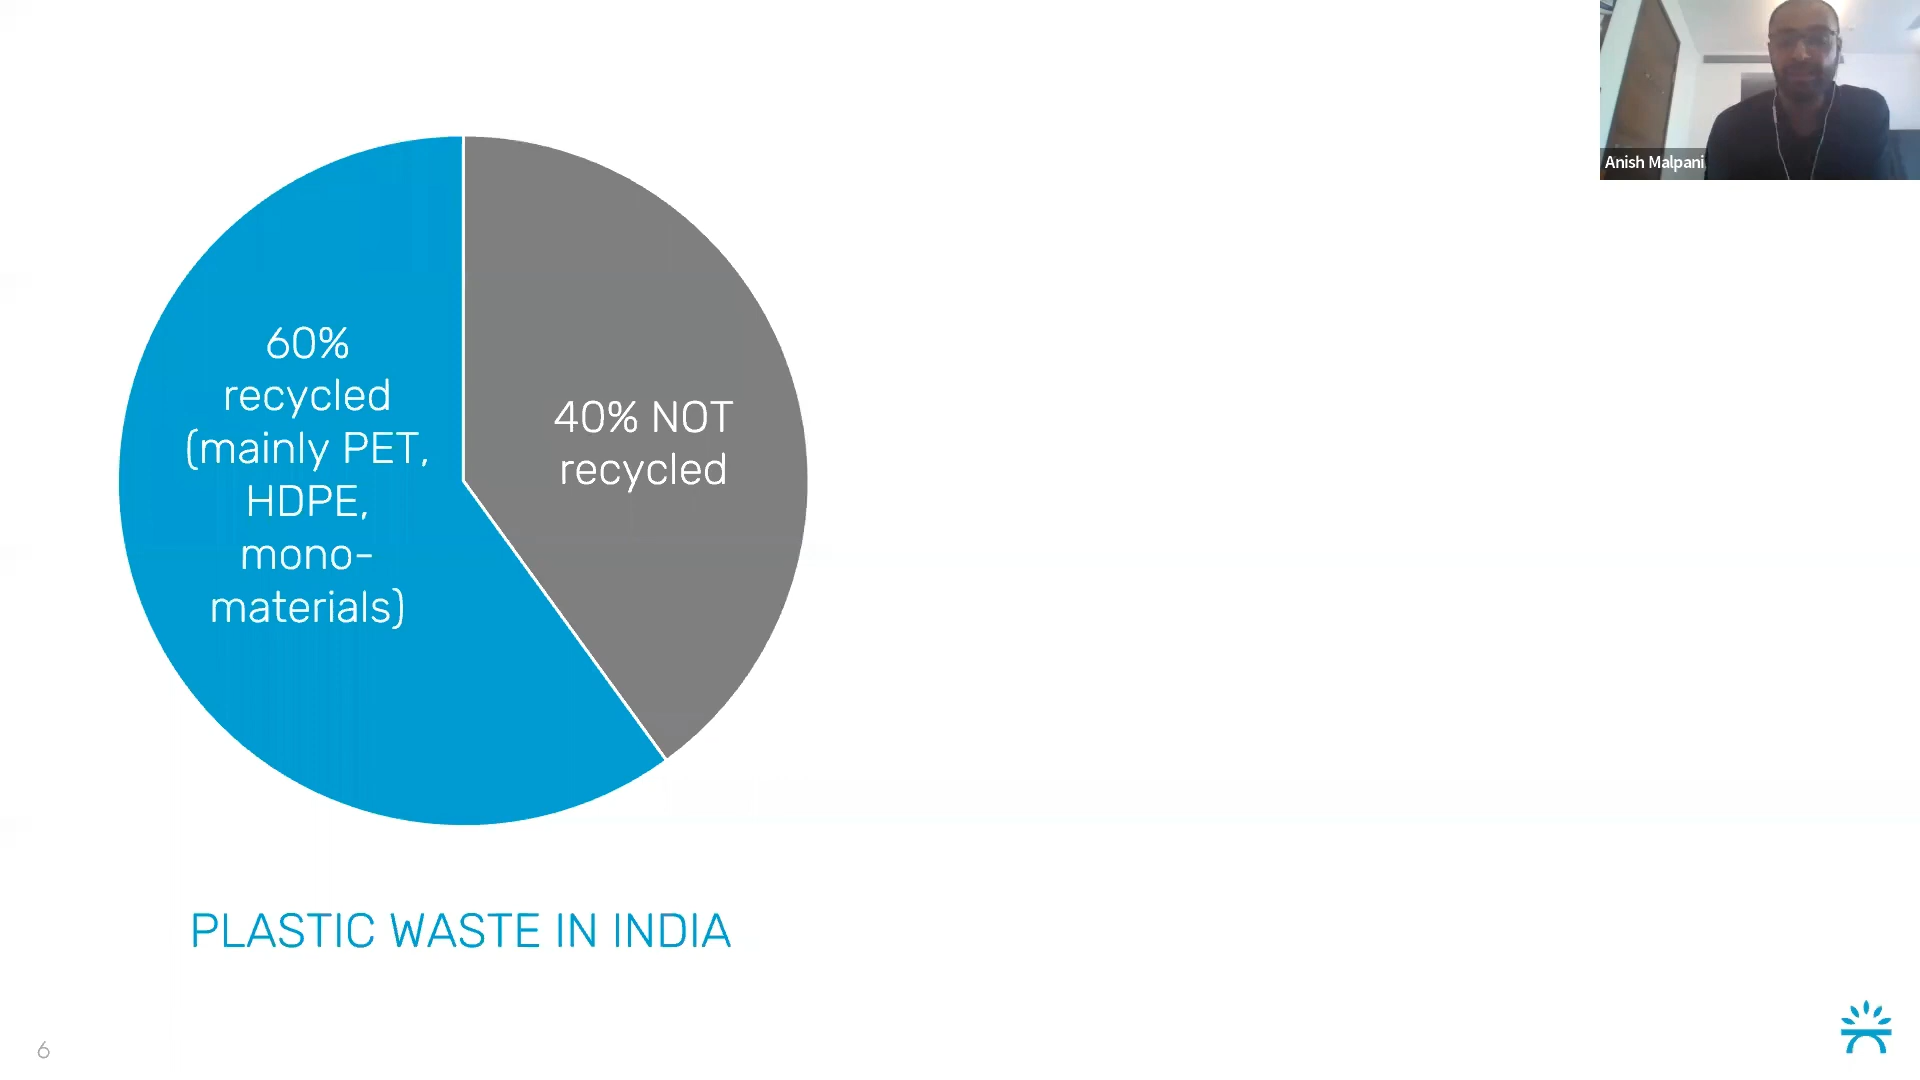 60%
recycled
(mainly PET,
HDPE,
mono-
materials)
40% NOT
recycled
PLASTIC WASTE IN INDIA
6
Anish Malpani